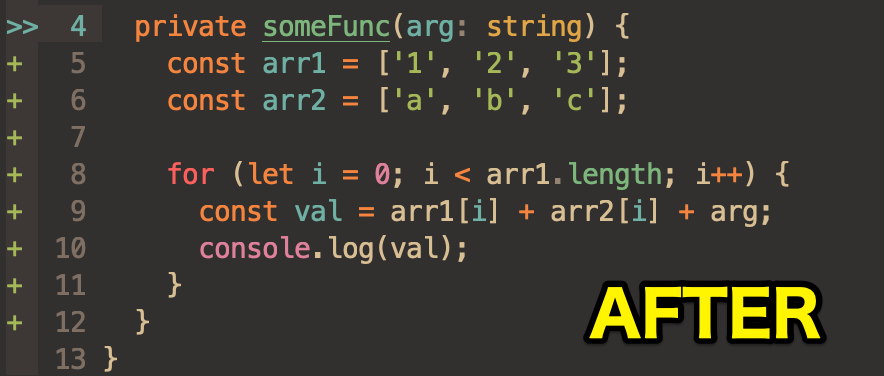 >> 4 private someFunc(arg: string) {
+ 5 const arr1 = ['1', '2', '3'];
+ 6 const arr2 = ['a', 'b', 'c'];
+ 7
+ 8 for (let i = 0; i < arr1.length; i++) {
+ 9 const val = arr1[i] + arr2[i] + arg;
+ 10 console.log(val);
+ 11 }
+ 12 }
13 }
AFTER